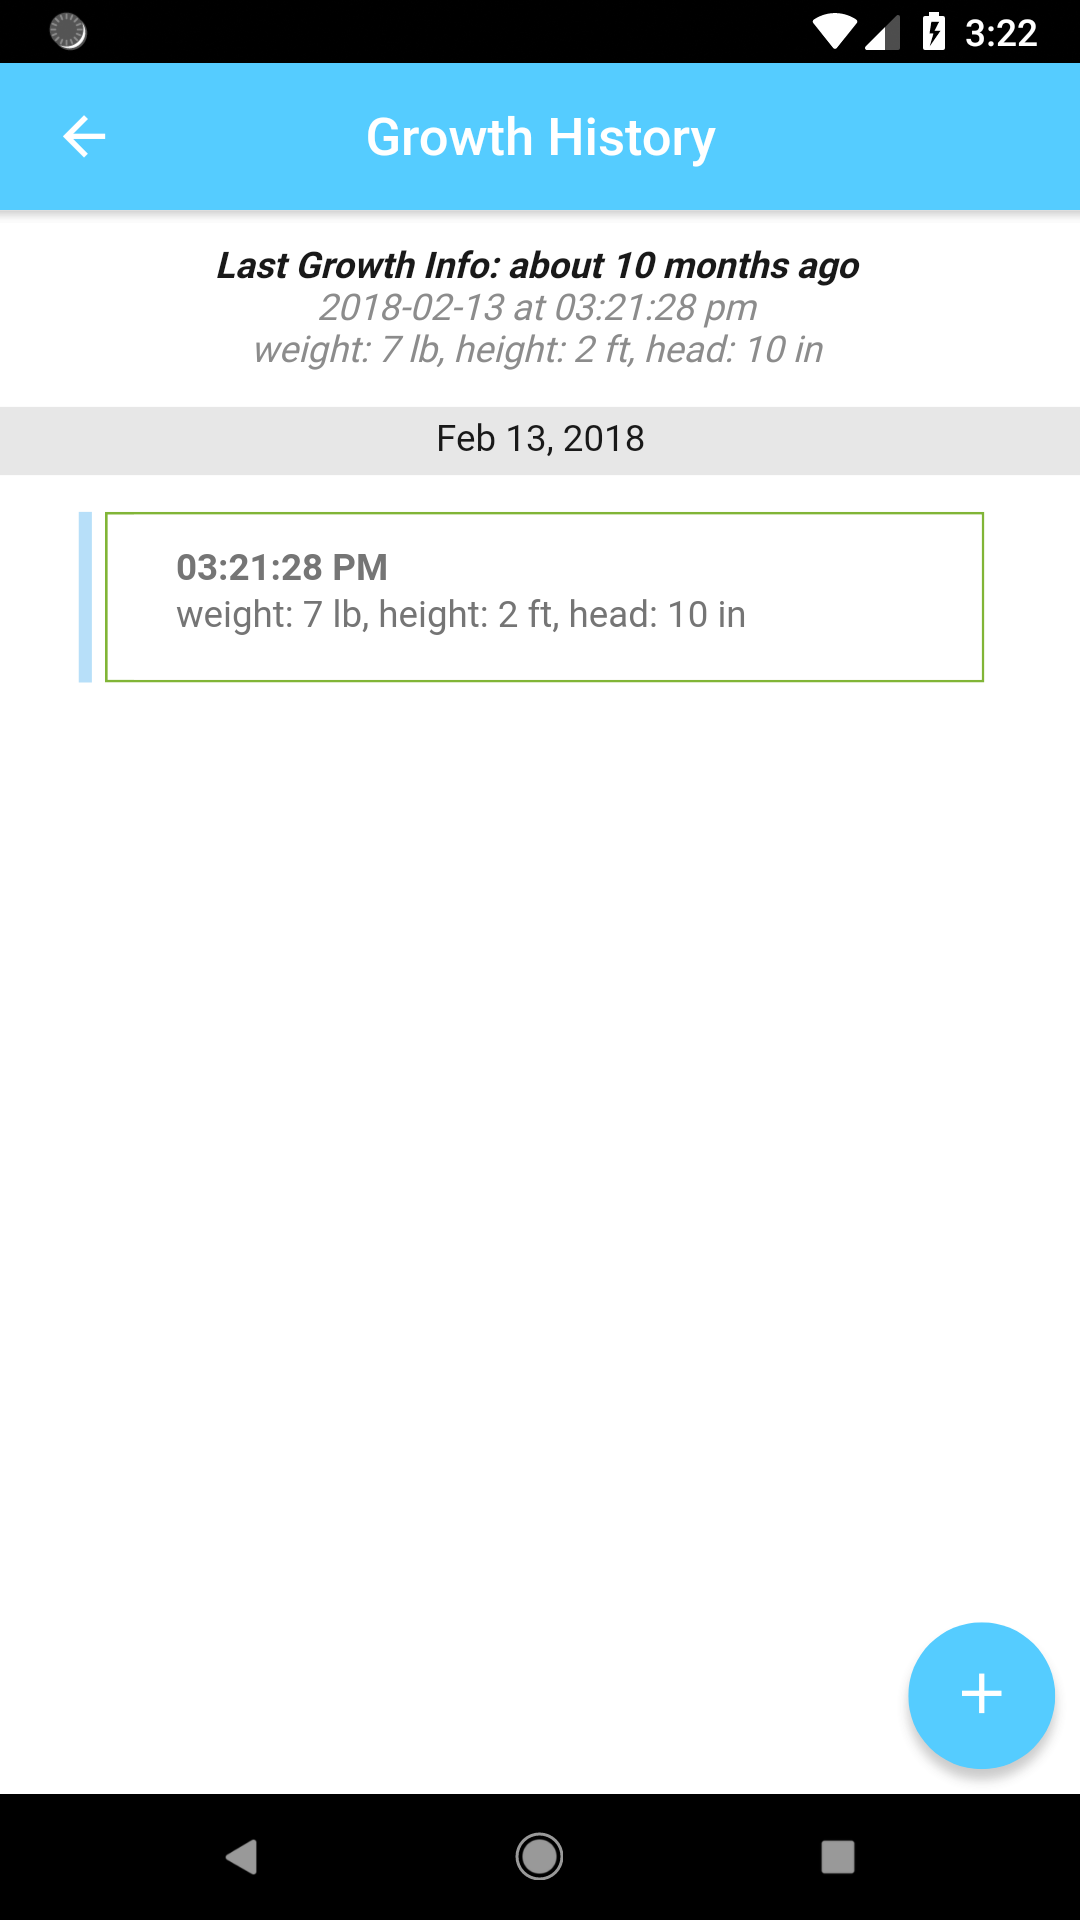 3:22
Growth History
Last Growth Info: about 10 months ago
2018-02-13 at 03:21:28 pm
weight: 7 lb, height: 2 ft, head: 10 in
Feb 13, 2018
03:21:28 PM
weight: 7 lb, height: 2 ft, head: 10 in